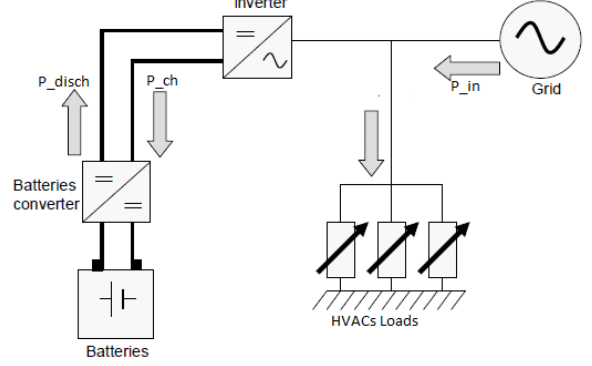 inverter
P_disch
P_ch
P_in
Grid
Batteries
converter
HVACs Loads
Batteries